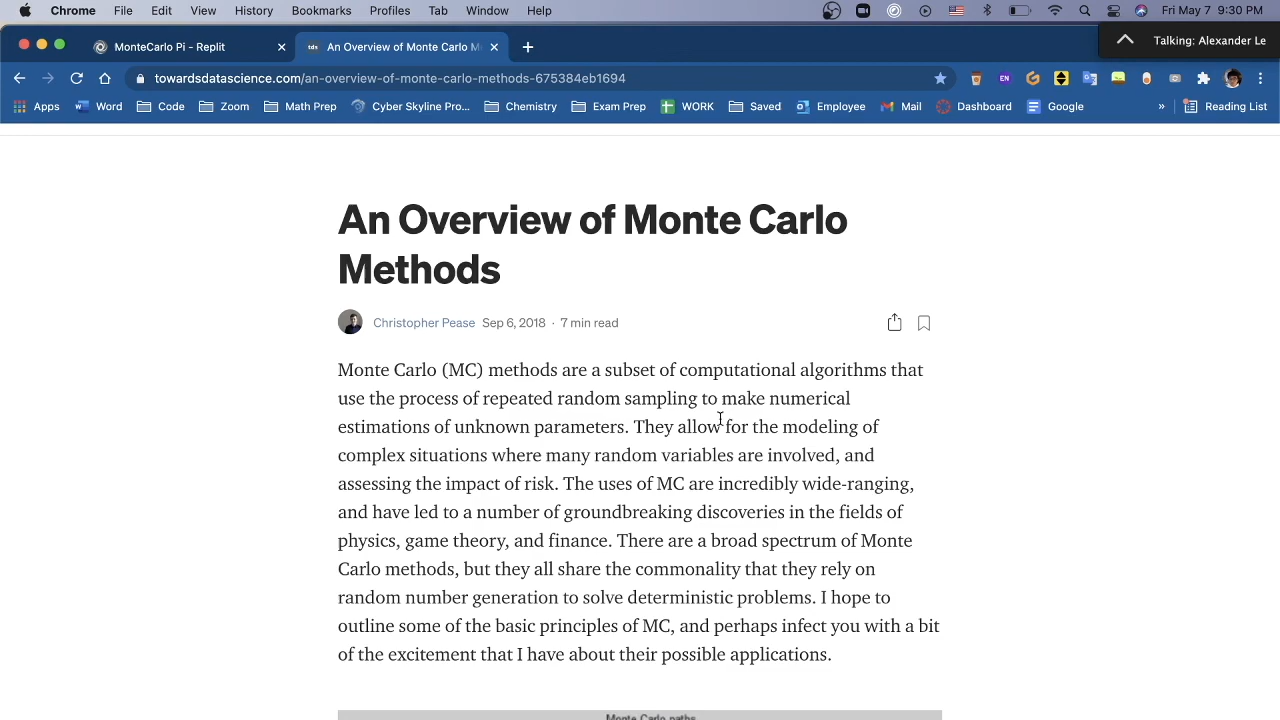 Chrome File Edit View History Bookmarks Profiles Tab Window Help Fri May 7 9:30 PM
MonteCarlo Pi - Replit An Overview of Monte Carlo M Talking: Alexander Le
towardsdatascience.com/an-overview-of-monte-carlo-methods-675384eb1694 EN
Apps Word Code Zoom Math Prep Cyber Skyline Pro... Chemistry Exam Prep WORK Saved Employee Mail Dashboard Google » Reading List
An Overview of Monte Carlo
Methods
Christopher Pease Sep 6, 2018 · 7 min read
Monte Carlo (MC) methods are a subset of computational algorithms that
use the process of repeated random sampling to make numerical
estimations of unknown parameters. They allow for the modeling of
complex situations where many random variables are involved, and
assessing the impact of risk. The uses of MC are incredibly wide-ranging,
and have led to a number of groundbreaking discoveries in the fields of
physics, game theory, and finance. There are a broad spectrum of Monte
Carlo methods, but they all share the commonality that they rely on
random number generation to solve deterministic problems. I hope to
outline some of the basic principles of MC, and perhaps infect you with a bit
of the excitement that I have about their possible applications.
Monte Carlo paths